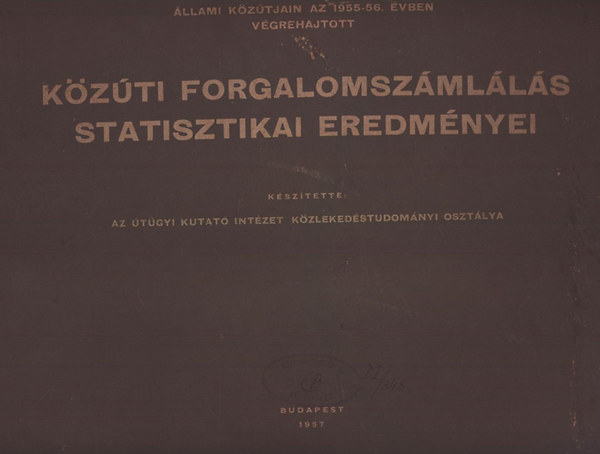 ÁLLAMI KÖZÚTJAIN AZ 1955-56. ÉVBEN
VÉGREHAJTOTT
KÖZÚTI FORGALOMSZÁMLÁLÁS
STATISZTIKAI EREDMÉNYEI
KÉSZÍTETTE:
AZ ÚTÜGYI KUTATÓ INTÉZET KÖZLEKEDÉSTUDOMÁNYI OSZTÁLYA
BUDAPEST
1957